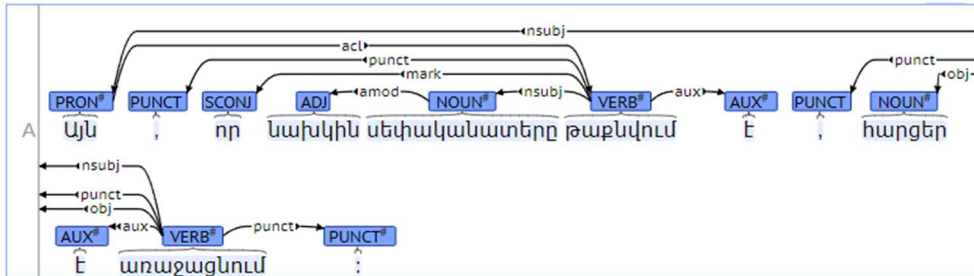 nsubj
acl
punct
mark
punct
amod nsubj aux obj
PRON# PUNCT SCONJ ADJ NOUN# VERB# AUX# PUNCT NOUN#
A Այն , որ նախկին սեփականատերը թաքնվում է , հարցեր
nsubj
punct
obj
aux punct
AUX# VERB# PUNCT#
է առաջացնում :